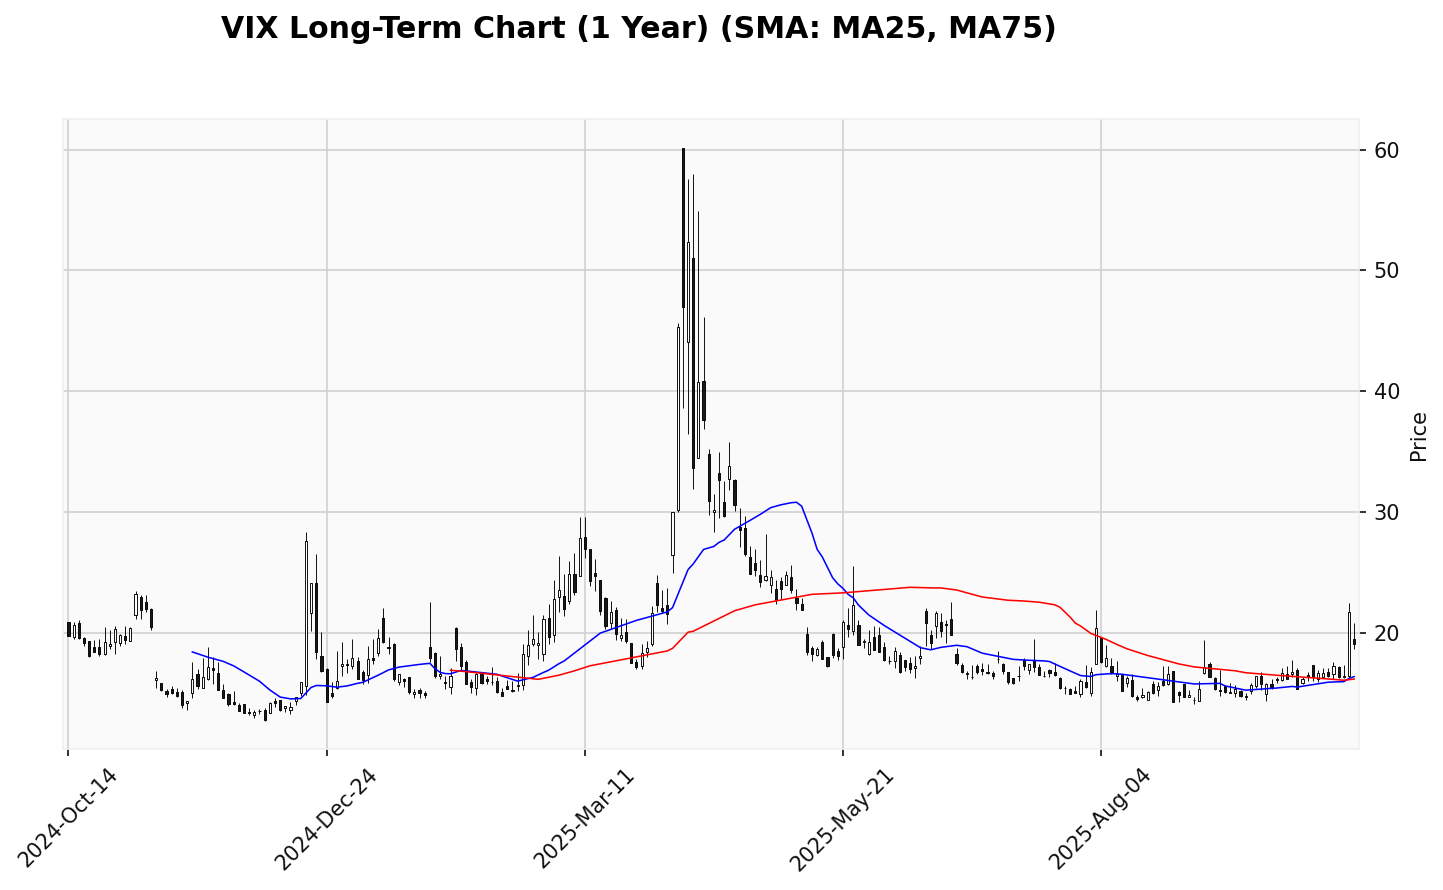 VIX Long-Term Chart (1 Year) (SMA: MA25, MA75)
60
50
40
30
20
Price
2024-Oct-14
2024-Dec-24
2025-Mar-11
2025-May-21
2025-Aug-04